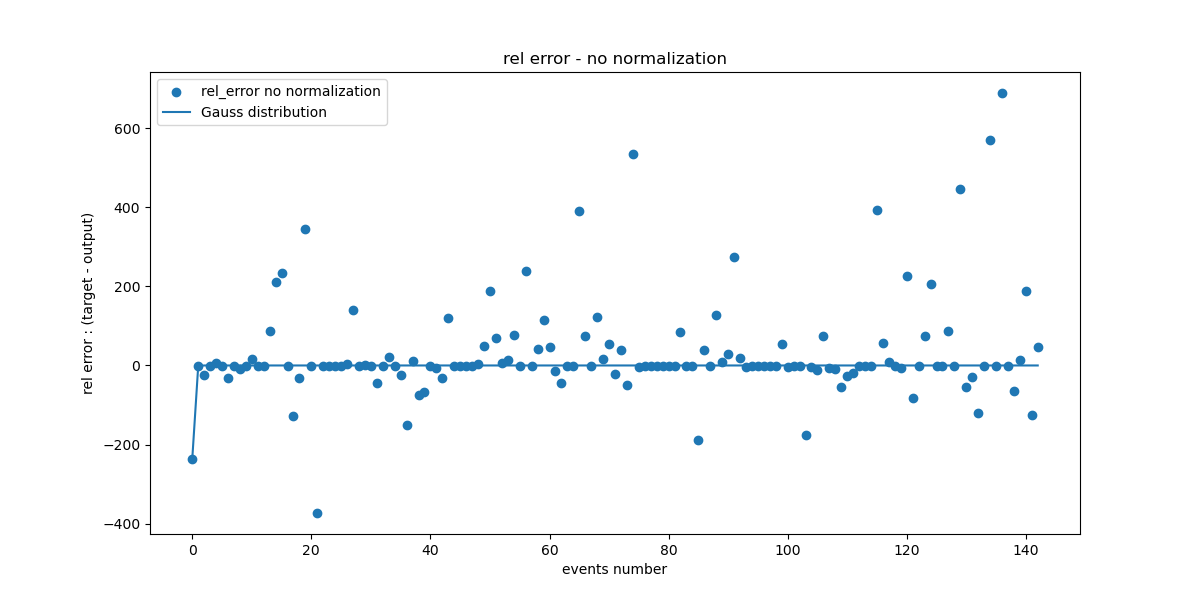 rel error - no normalization
rel_error no normalization
Gauss distribution
rel error : (target - output)
600
400
200
0
−200
−400
0 20 40 60 80 100 120 140
events number